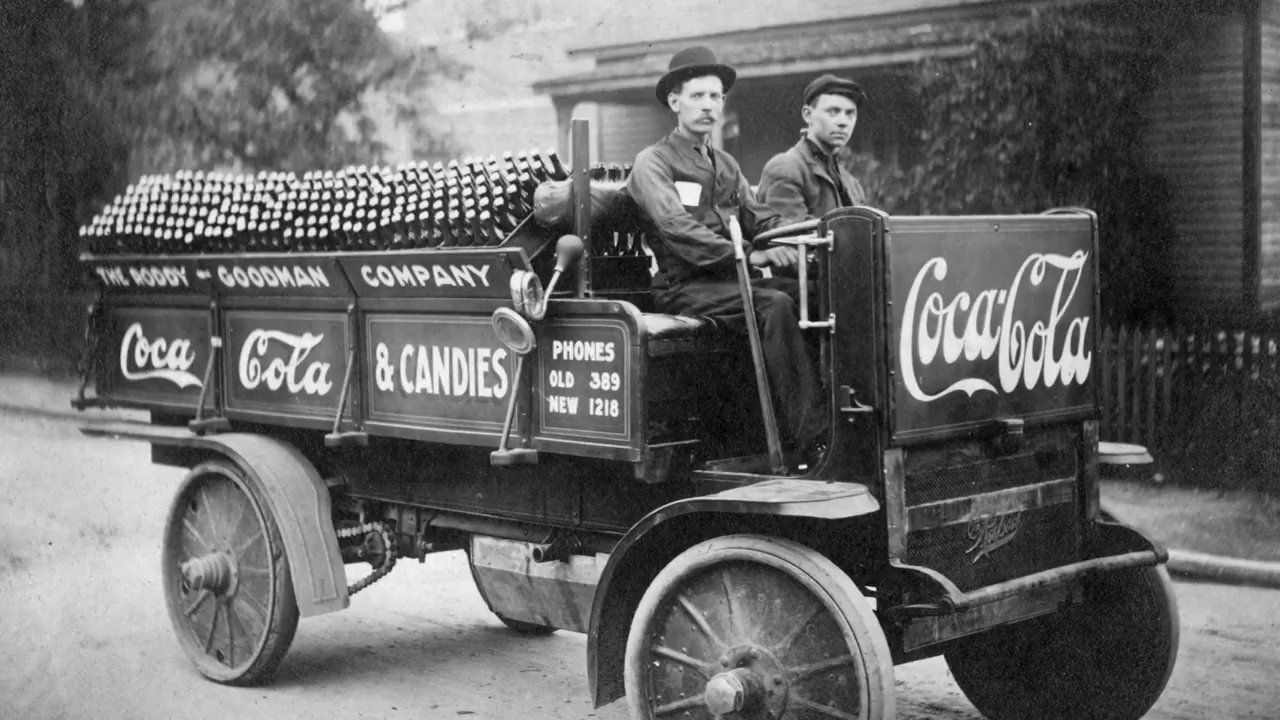 THE RODDY - GOODMAN COMPANY
Coca Cola & CANDIES
PHONES
OLD 389
NEW 1218
Coca-Cola